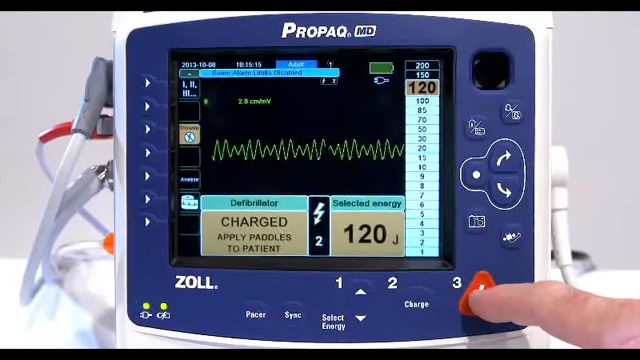 PROPAQ MD
2013-10-08 18:15:15 Adult
Some Alarm Limits Disabled
I, II,
III...
II 2.0 cm/mV
Analyze
200
150
120
100
85
70
50
30
20
15
10
9
8
7
6
5
4
3
2
1
Defibrillator
CHARGED
APPLY PADDLES
TO PATIENT
2
Selected energy
120 J
ZOLL
1 2 3
Pacer Sync Select
Energy
Charge